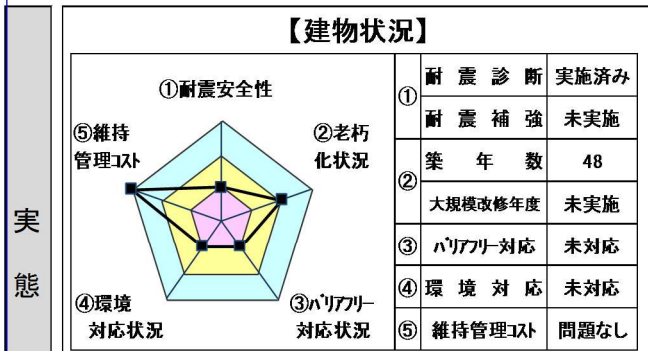 【建物状況】
実態
①耐震安全性
②老朽
化状況
③バリアフリー
対応状況
④環境
対応状況
⑤維持
管理コスト
① 耐震診断 実施済み
耐震補強 未実施
② 築年数 48
大規模改修年度 未実施
③ バリアフリー対応 未対応
④ 環境対応 未対応
⑤ 維持管理コスト 問題なし